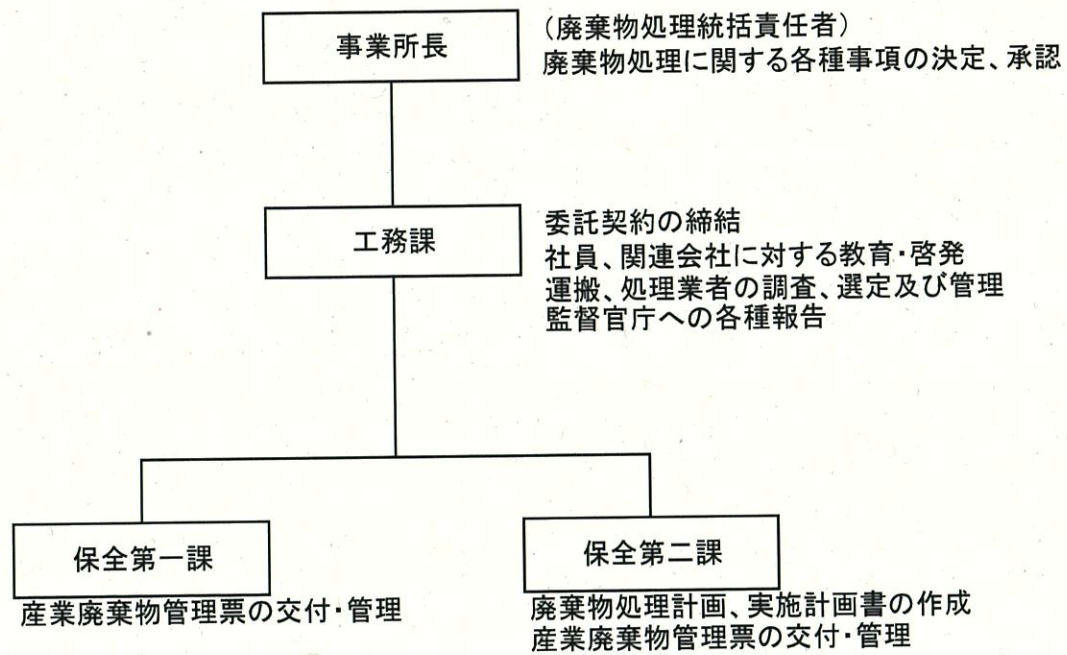 事業所長
(廃棄物処理統括責任者)
廃棄物処理に関する各種事項の決定、承認
工務課
委託契約の締結
社員、関連会社に対する教育・啓発
運搬、処理業者の調査、選定及び管理
監督官庁への各種報告
保全第一課
産業廃棄物管理票の交付・管理
保全第二課
廃棄物処理計画、実施計画書の作成
産業廃棄物管理票の交付・管理